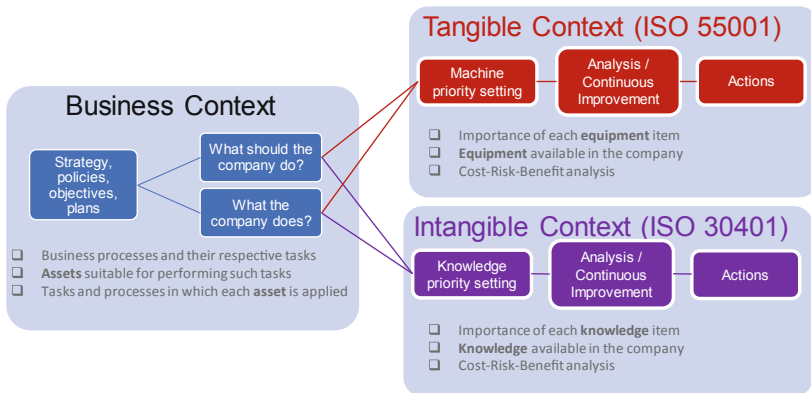 Business Context
Strategy,
policies,
objectives,
plans
What should the
company do?
What the
company does?
❑ Business processes and their respective tasks
❑ Assets suitable for performing such tasks
❑ Tasks and processes in which each asset is applied
Tangible Context (ISO 55001)
Machine
priority setting
Analysis /
Continuous
Improvement
Actions
❑ Importance of each equipment item
❑ Equipment available in the company
❑ Cost-Risk-Benefit analysis
Intangible Context (ISO 30401)
Knowledge
priority setting
Analysis /
Continuous
Improvement
Actions
❑ Importance of each knowledge item
❑ Knowledge available in the company
❑ Cost-Risk-Benefit analysis